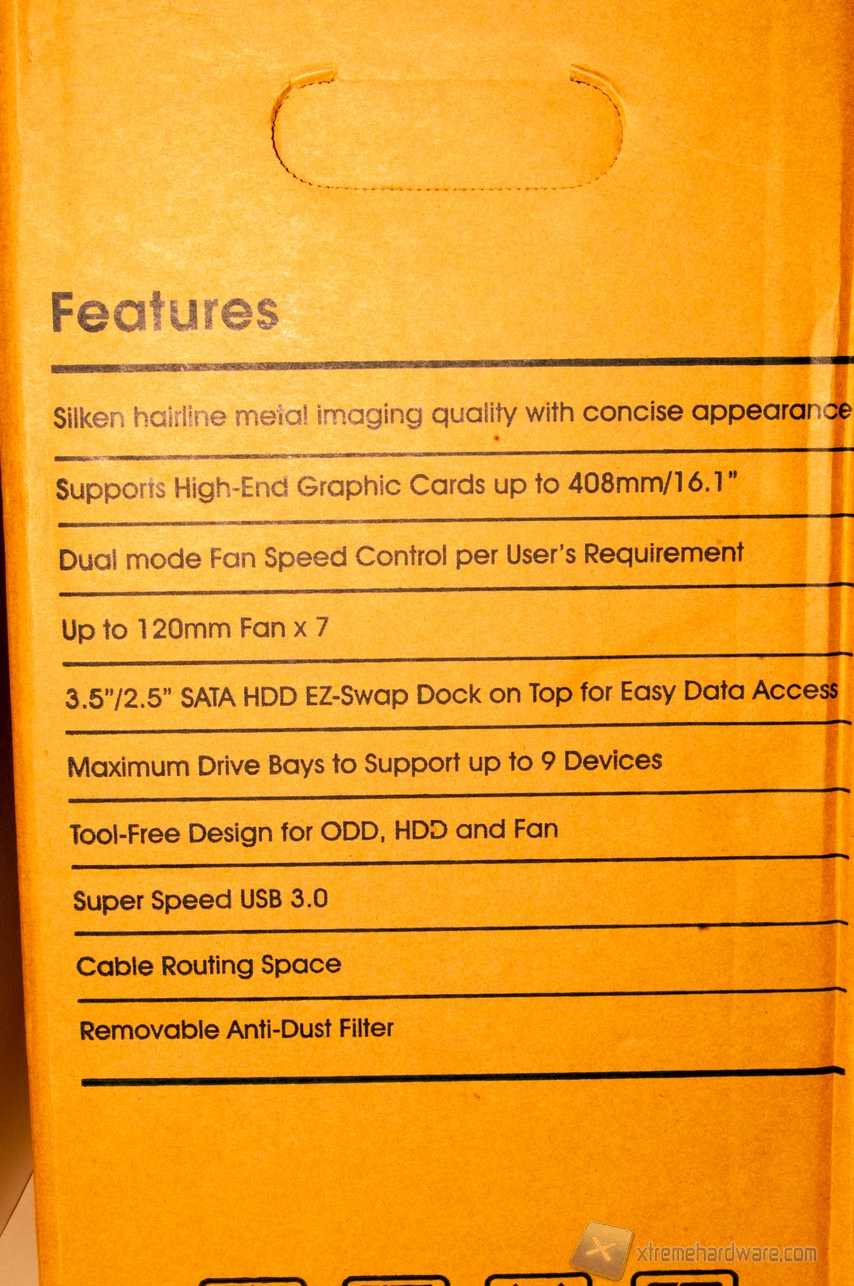 Features
Silken hairline metal imaging quality with concise appearance
Supports High-End Graphic Cards up to 408mm/16.1"
Dual mode Fan Speed Control per User's Requirement
Up to 120mm Fan x 7
3.5"/2.5" SATA HDD EZ-Swap Dock on Top for Easy Data Access
Maximum Drive Bays to Support up to 9 Devices
Tool-Free Design for ODD, HDD and Fan
Super Speed USB 3.0
Cable Routing Space
Removable Anti-Dust Filter
xtremehardware.com